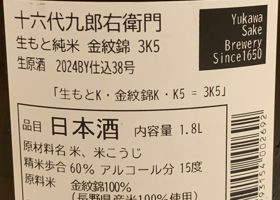 十六代九郎右衛門
生もと純米 金紋錦 3K5
生原酒 2024BY仕込38号
Yukawa
Sake
Brewery
Since1650
「生もとK・金紋錦K・K5 = 3K5」
品目 日本酒 内容量 1.8L
原材料名 米、米こうじ
精米歩合 60% アルコール分 15度
原料米 金紋錦100%
(長野県産米100%使用)